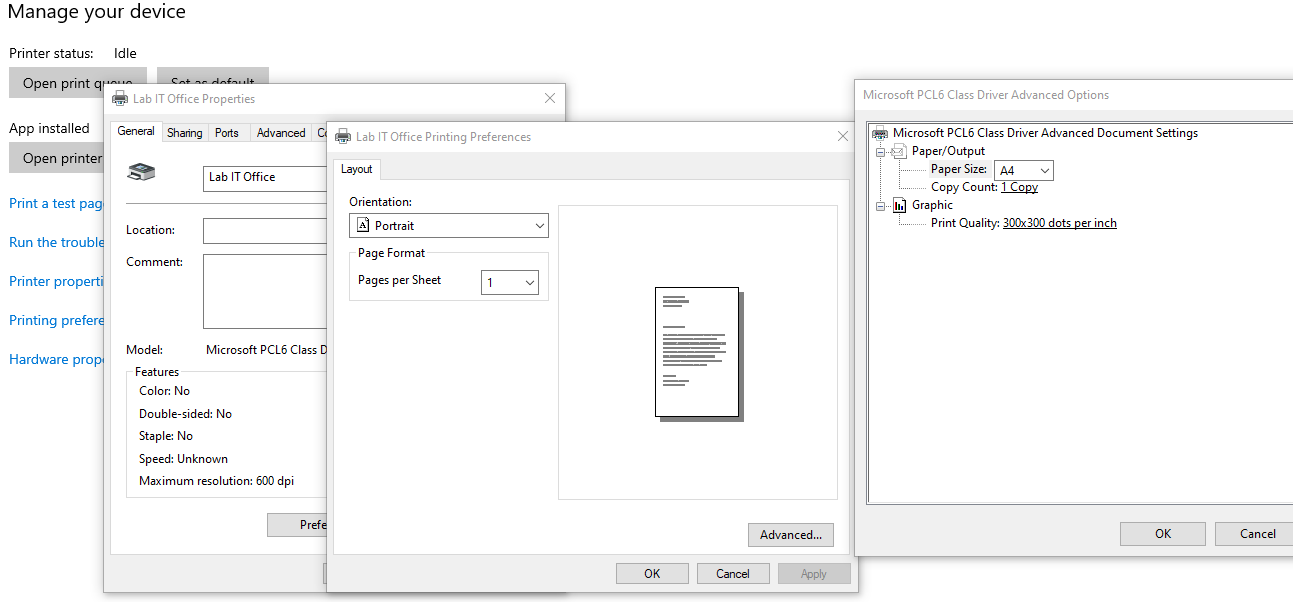 Manage your device
Printer status: Idle
Open print queue
Set as default
App installed
Open printer
Print a test pag
Run the trouble
Printer properti
Printing prefere
Hardware prop
Lab IT Office Properties
General Sharing Ports Advanced
Lab IT Office
Location:
Comment:
Model: Microsoft PCL6 Class D
Features
Color: No
Double-sided: No
Staple: No
Speed: Unknown
Maximum resolution: 600 dpi
Prefe
Lab IT Office Printing Preferences
Layout
Orientation:
Portrait
Page Format
Pages per Sheet 1
Advanced...
OK Cancel Apply
Microsoft PCL6 Class Driver Advanced Options
Microsoft PCL6 Class Driver Advanced Document Settings
Paper/Output
Paper Size: A4
Copy Count: 1 Copy
Graphic
Print Quality: 300x300 dots per inch
OK Cancel